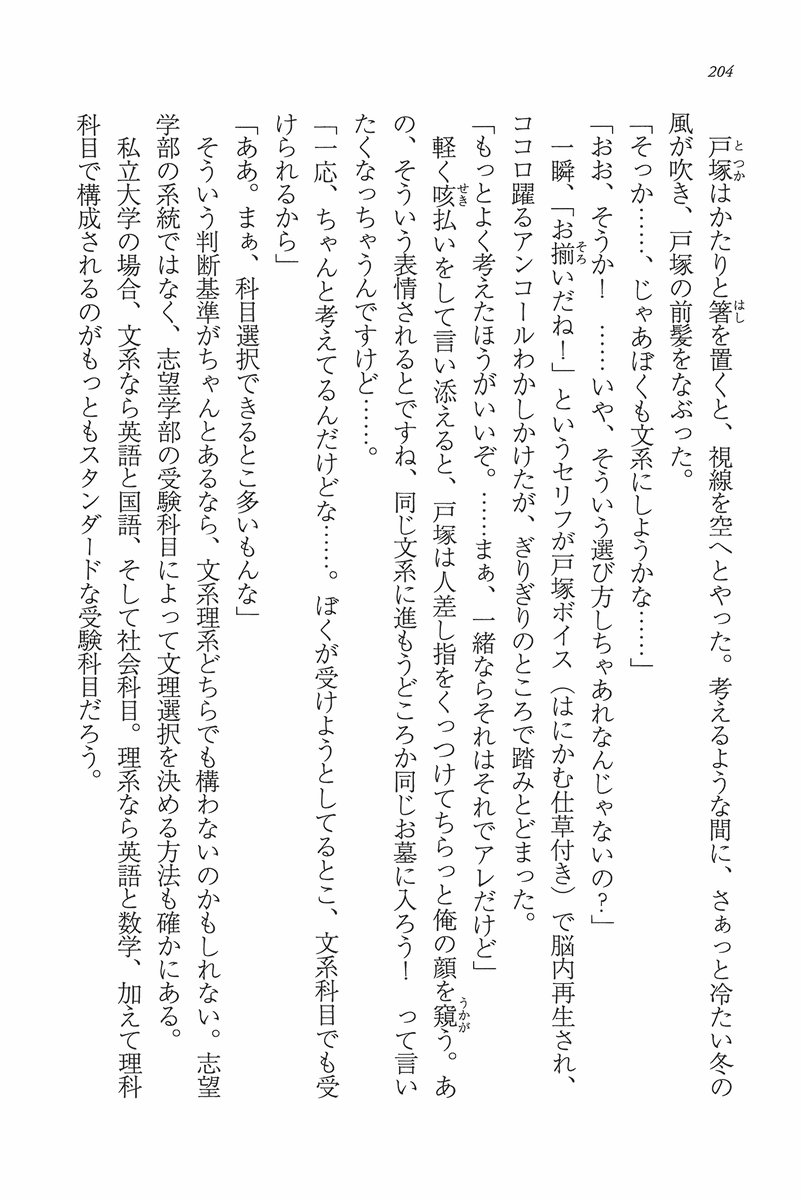 204
戸塚はかたりと箸を置くと、視線を空へとやった。考えるような間に、さぁっと冷たい冬の
風が吹き、戸塚の前髪をなぶった。
「そっか……、じゃあぼくも文系にしようかな……」
「おお、そうか！　……いや、そういう選び方しちゃあれなんじゃないの？」
一瞬、「お揃いだね！」というセリフが戸塚ボイス（はにかむ仕草付き）で脳内再生され、
ココロ躍るアンコールわかしかけたが、ぎりぎりのところで踏みとどまった。
「もっとよく考えたほうがいいぞ。……まぁ、一緒ならそれはそれでアレだけど」
軽く咳払いをして言い添えると、戸塚は人差し指をくっつけてちらっと俺の顔を窺う。あ
の、そういう表情されるとですね、同じ文系に進もうどころか同じお墓に入ろう！　って言い
たくなっちゃうんですけど……。
「一応、ちゃんと考えてるんだけどな……。ぼくが受けようとしてるとこ、文系科目でも受
けられるから」
「ああ。まぁ、科目選択できるとこ多いもんな」
そういう判断基準がちゃんとあるなら、文系理系どちらでも構わないのかもしれない。志望
学部の系統ではなく、志望学部の受験科目によって文理選択を決める方法も確かにある。
私立大学の場合、文系なら英語と国語、そして社会科目。理系なら英語と数学、加えて理科
科目で構成されるのがもっともスタンダードな受験科目だろう。